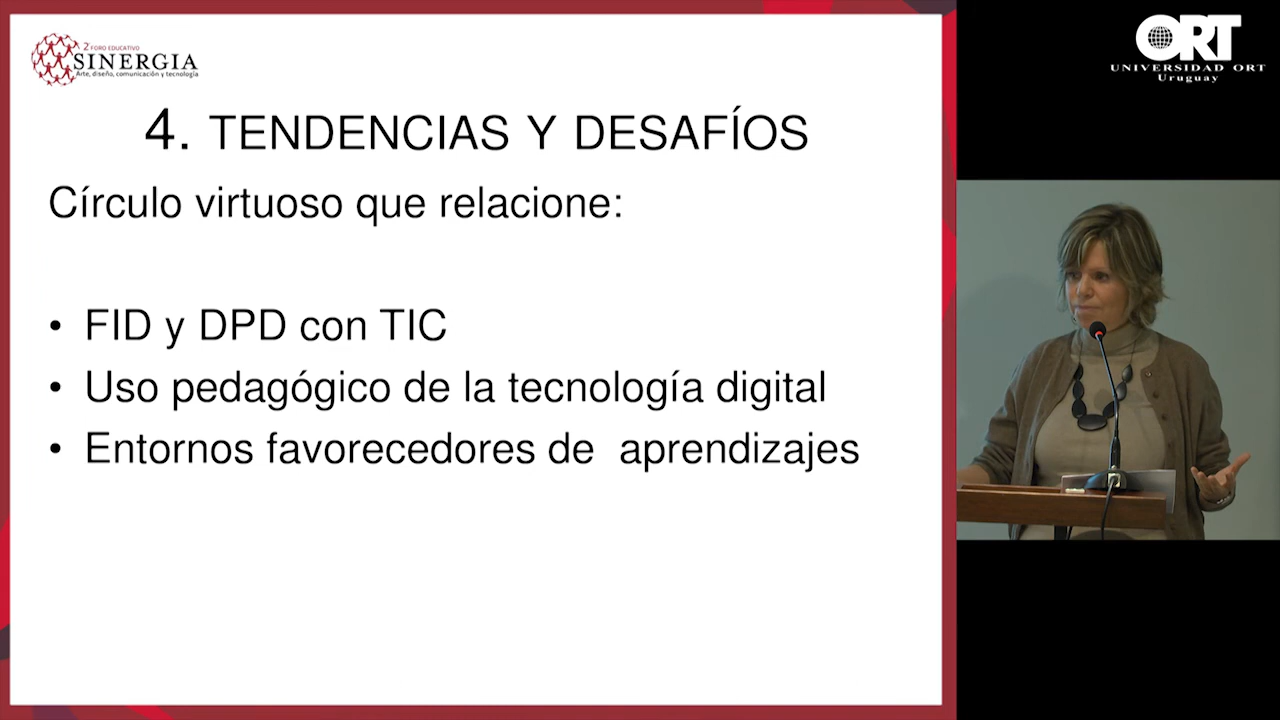 2 FORO EDUCATIVO
SINERGIA
Arte, diseño, comunicación y tecnología
4. TENDENCIAS Y DESAFÍOS
Círculo virtuoso que relacione:
• FID y DPD con TIC
• Uso pedagógico de la tecnología digital
• Entornos favorecedores de  aprendizajes
ORT
UNIVERSIDAD ORT
Uruguay